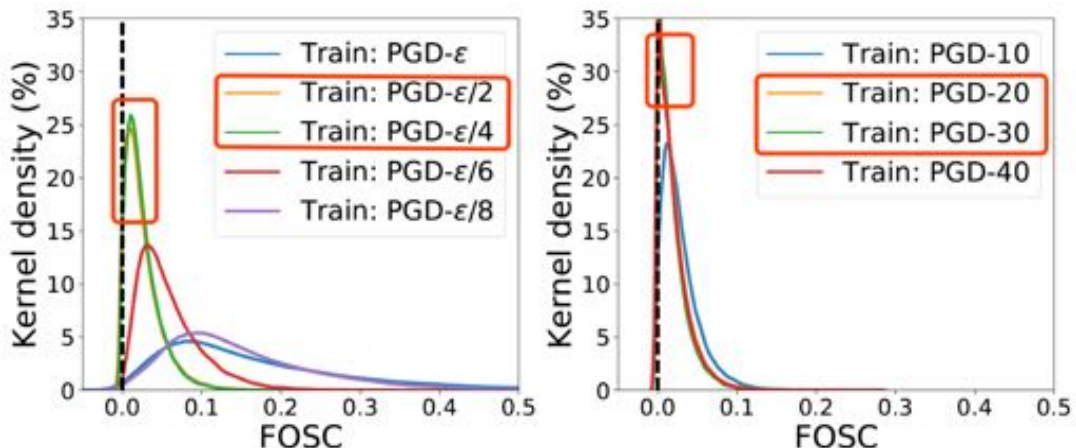 35
30
25
20
15
10
5
0
Kernel density (%)
Train: PGD-ε
Train: PGD-ε/2
Train: PGD-ε/4
Train: PGD-ε/6
Train: PGD-ε/8
0.0 0.1 0.2 0.3 0.4 0.5
FOSC
35
30
25
20
15
10
5
0
Kernel density (%)
Train: PGD-10
Train: PGD-20
Train: PGD-30
Train: PGD-40
0.0 0.1 0.2 0.3 0.4 0.5
FOSC